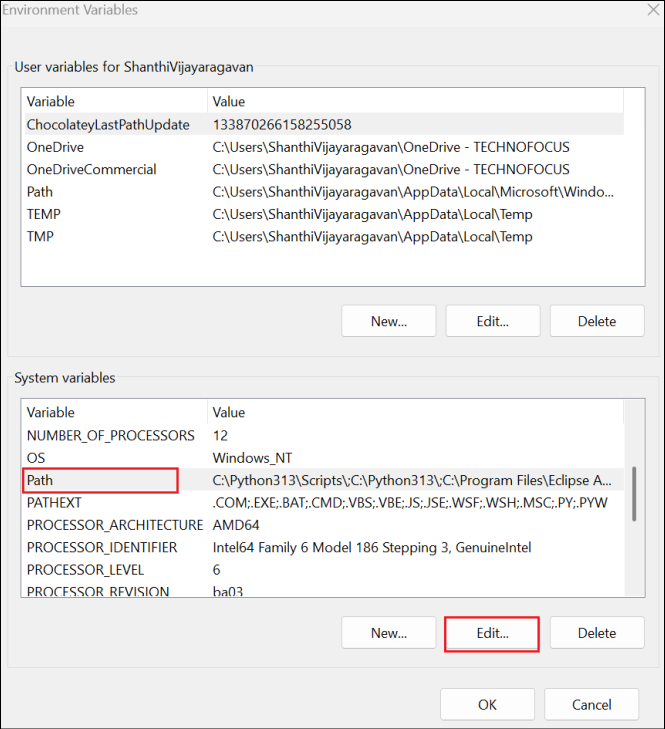 Environment Variables
User variables for ShanthiVijayaragavan
Variable Value
ChocolateyLastPathUpdate 133870266158255058
OneDrive C:\Users\ShanthiVijayaragavan\OneDrive - TECHNOFOCUS
OneDriveCommercial C:\Users\ShanthiVijayaragavan\OneDrive - TECHNOFOCUS
Path C:\Users\ShanthiVijayaragavan\AppData\Local\Microsoft\Windo...
TEMP C:\Users\ShanthiVijayaragavan\AppData\Local\Temp
TMP C:\Users\ShanthiVijayaragavan\AppData\Local\Temp
New... Edit... Delete
System variables
Variable Value
NUMBER_OF_PROCESSORS 12
OS Windows_NT
Path C:\Python313\Scripts\;C:\Python313\;C:\Program Files\Eclipse A...
PATHEXT .COM;.EXE;.BAT;.CMD;.VBS;.VBE;.JS;.JSE;.WSF;.WSH;.MSC;.PY;.PYW
PROCESSOR_ARCHITECTURE AMD64
PROCESSOR_IDENTIFIER Intel64 Family 6 Model 186 Stepping 3, GenuineIntel
PROCESSOR_LEVEL 6
PROCESSOR_REVISION ba03
New... Edit... Delete
OK Cancel